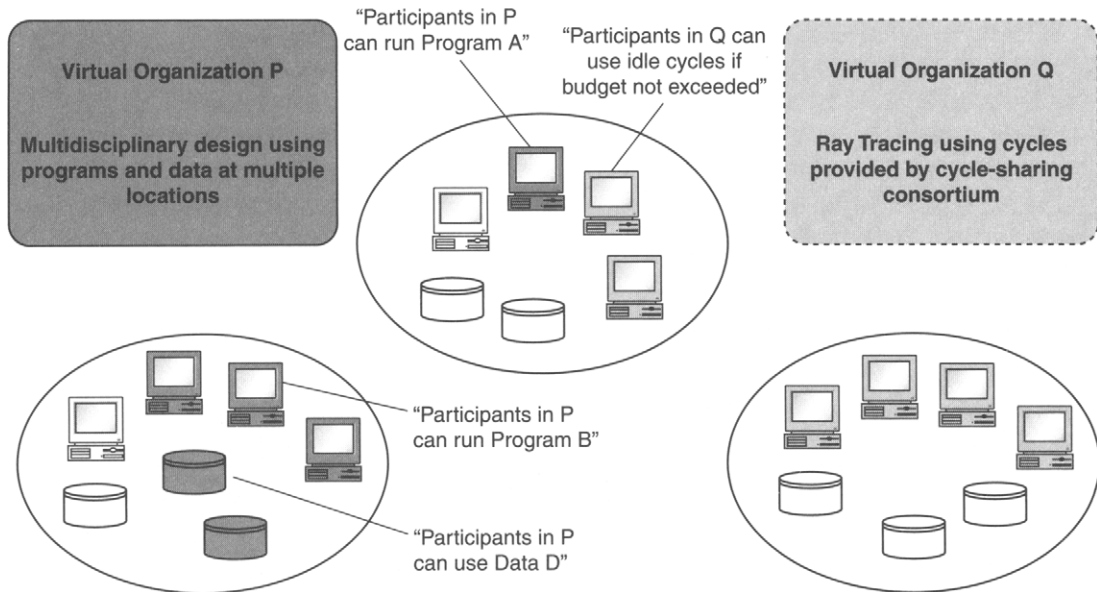 “Participants in P
can run Program A”
“Participants in Q can
use idle cycles if
budget not exceeded”
Virtual Organization P
Multidisciplinary design using
programs and data at multiple
locations
Virtual Organization Q
Ray Tracing using cycles
provided by cycle-sharing
consortium
“Participants in P
can run Program B”
“Participants in P
can use Data D”